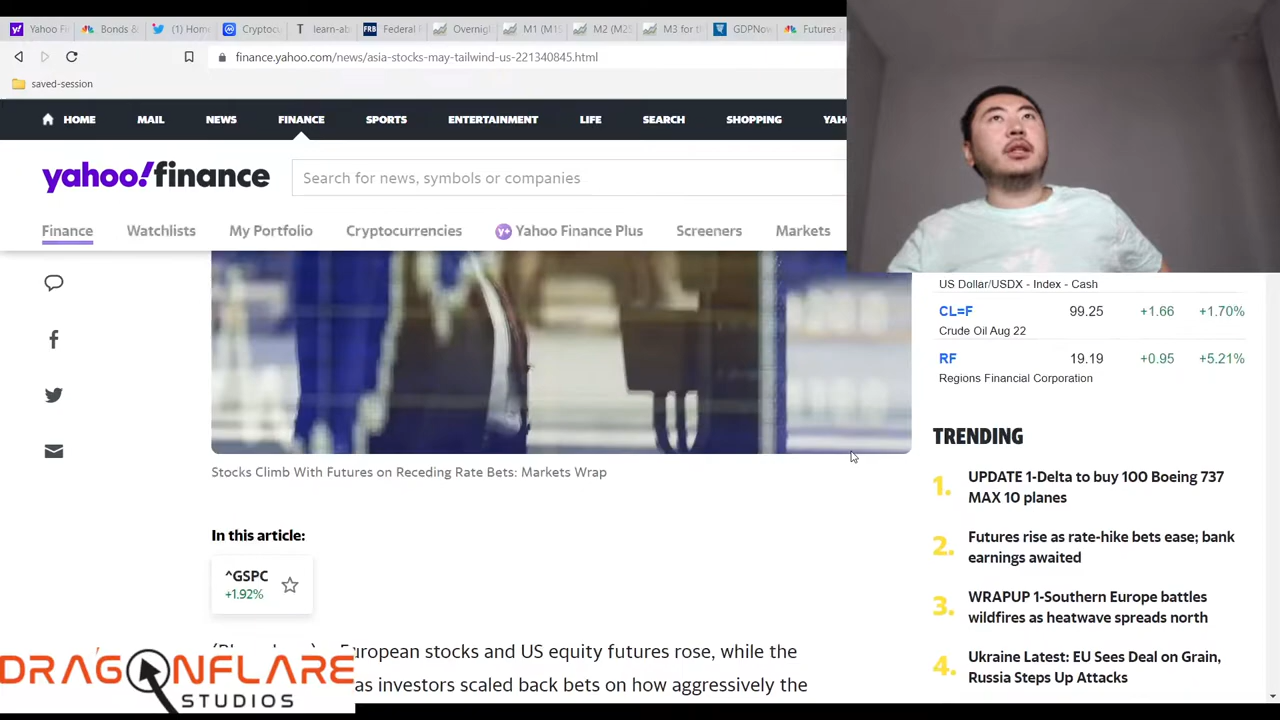 Yahoo Fi
Bonds &
(1) Home
Cryptocu
learn-ab
Federal
Overnigh
M1 (M1S
M2 (M2S
M3 for t
GDPNow
Futures
finance.yahoo.com/news/asia-stocks-may-tailwind-us-221340845.html
saved-session
HOME MAIL NEWS FINANCE SPORTS ENTERTAINMENT LIFE SEARCH SHOPPING YAH
yahoo!finance
Search for news, symbols or companies
Finance Watchlists My Portfolio Cryptocurrencies Y+ Yahoo Finance Plus Screeners Markets
US Dollar/USDX - Index - Cash
CL=F 99.25 +1.66 +1.70%
Crude Oil Aug 22
RF 19.19 +0.95 +5.21%
Regions Financial Corporation
Stocks Climb With Futures on Receding Rate Bets: Markets Wrap
In this article:
^GSPC
+1.92%
European stocks and US equity futures rose, while the
as investors scaled back bets on how aggressively the
TRENDING
1. UPDATE 1-Delta to buy 100 Boeing 737
MAX 10 planes
2. Futures rise as rate-hike bets ease; bank
earnings awaited
3. WRAPUP 1-Southern Europe battles
wildfires as heatwave spreads north
4. Ukraine Latest: EU Sees Deal on Grain,
Russia Steps Up Attacks
DRAGONFLARE
STUDIOS